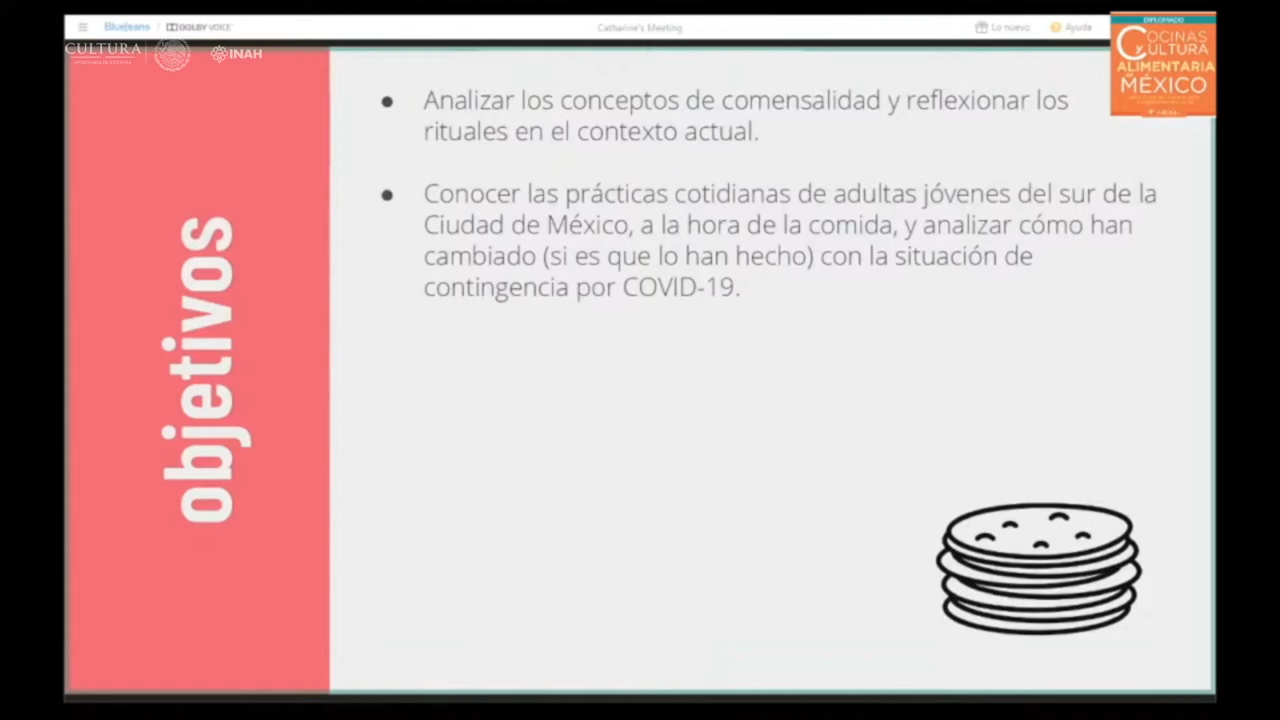 BlueJeans
DOLBY VOICE
Catharine's Meeting
Lo nuevo
Ayuda
CULTURA
INAH
DIPLOMADO
COCINAS
y CULTURA
ALIMENTARIA
MÉXICO
objetivos
● Analizar los conceptos de comensalidad y reflexionar los
rituales en el contexto actual.
● Conocer las prácticas cotidianas de adultas jóvenes del sur de la
Ciudad de México, a la hora de la comida, y analizar cómo han
cambiado (si es que lo han hecho) con la situación de
contingencia por COVID-19.